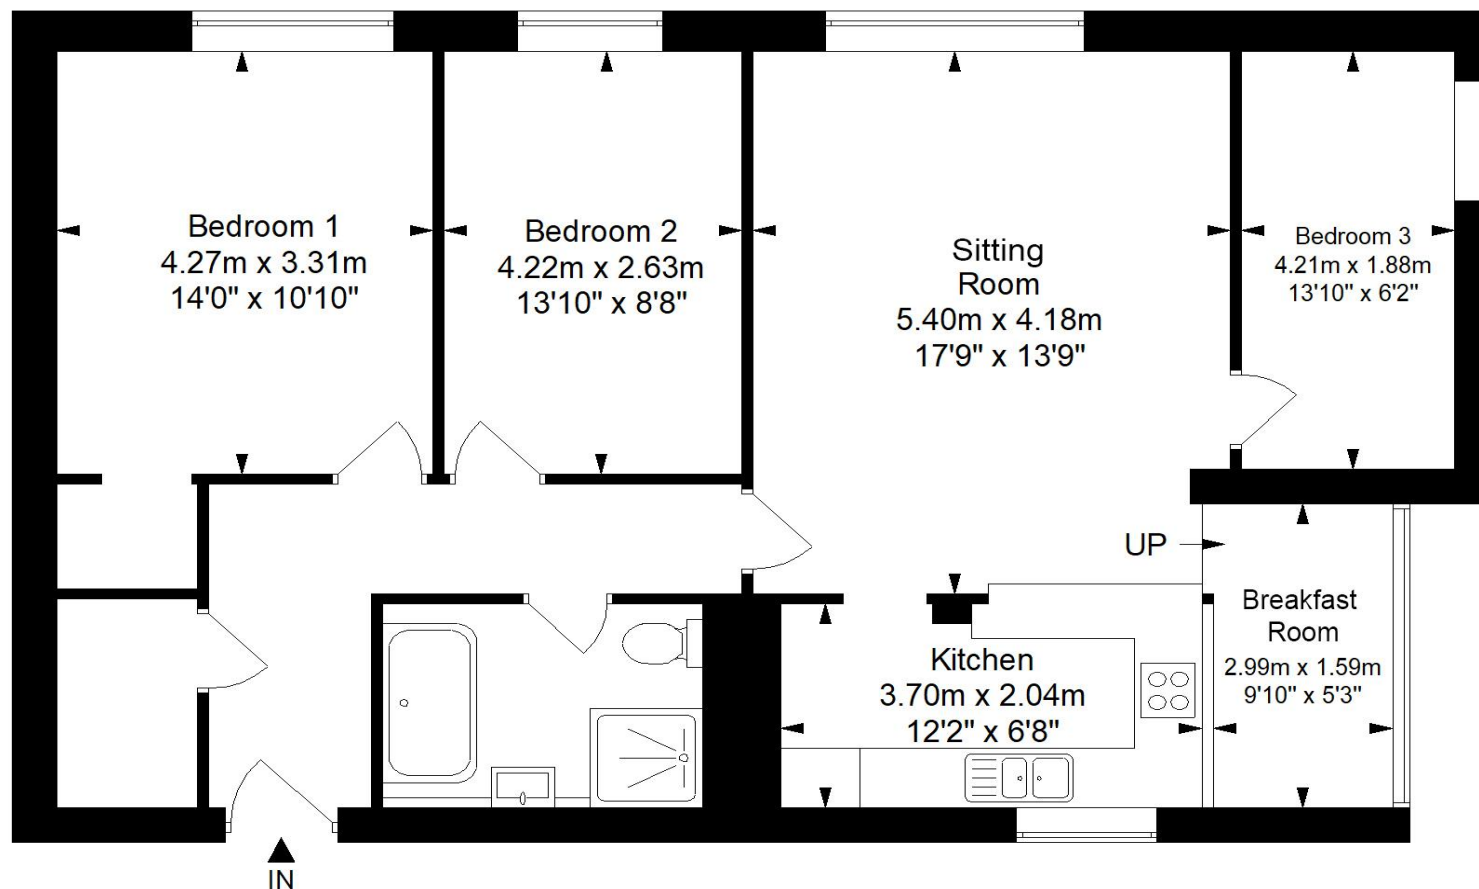 Bedroom 1
4.27m x 3.31m
14'0" x 10'10"
Bedroom 2
4.22m x 2.63m
13'10" x 8'8"
Sitting
Room
5.40m x 4.18m
17'9" x 13'9"
Bedroom 3
4.21m x 1.88m
13'10" x 6'2"
UP
Breakfast
Room
2.99m x 1.59m
9'10" x 5'3"
Kitchen
3.70m x 2.04m
12'2" x 6'8"
IN